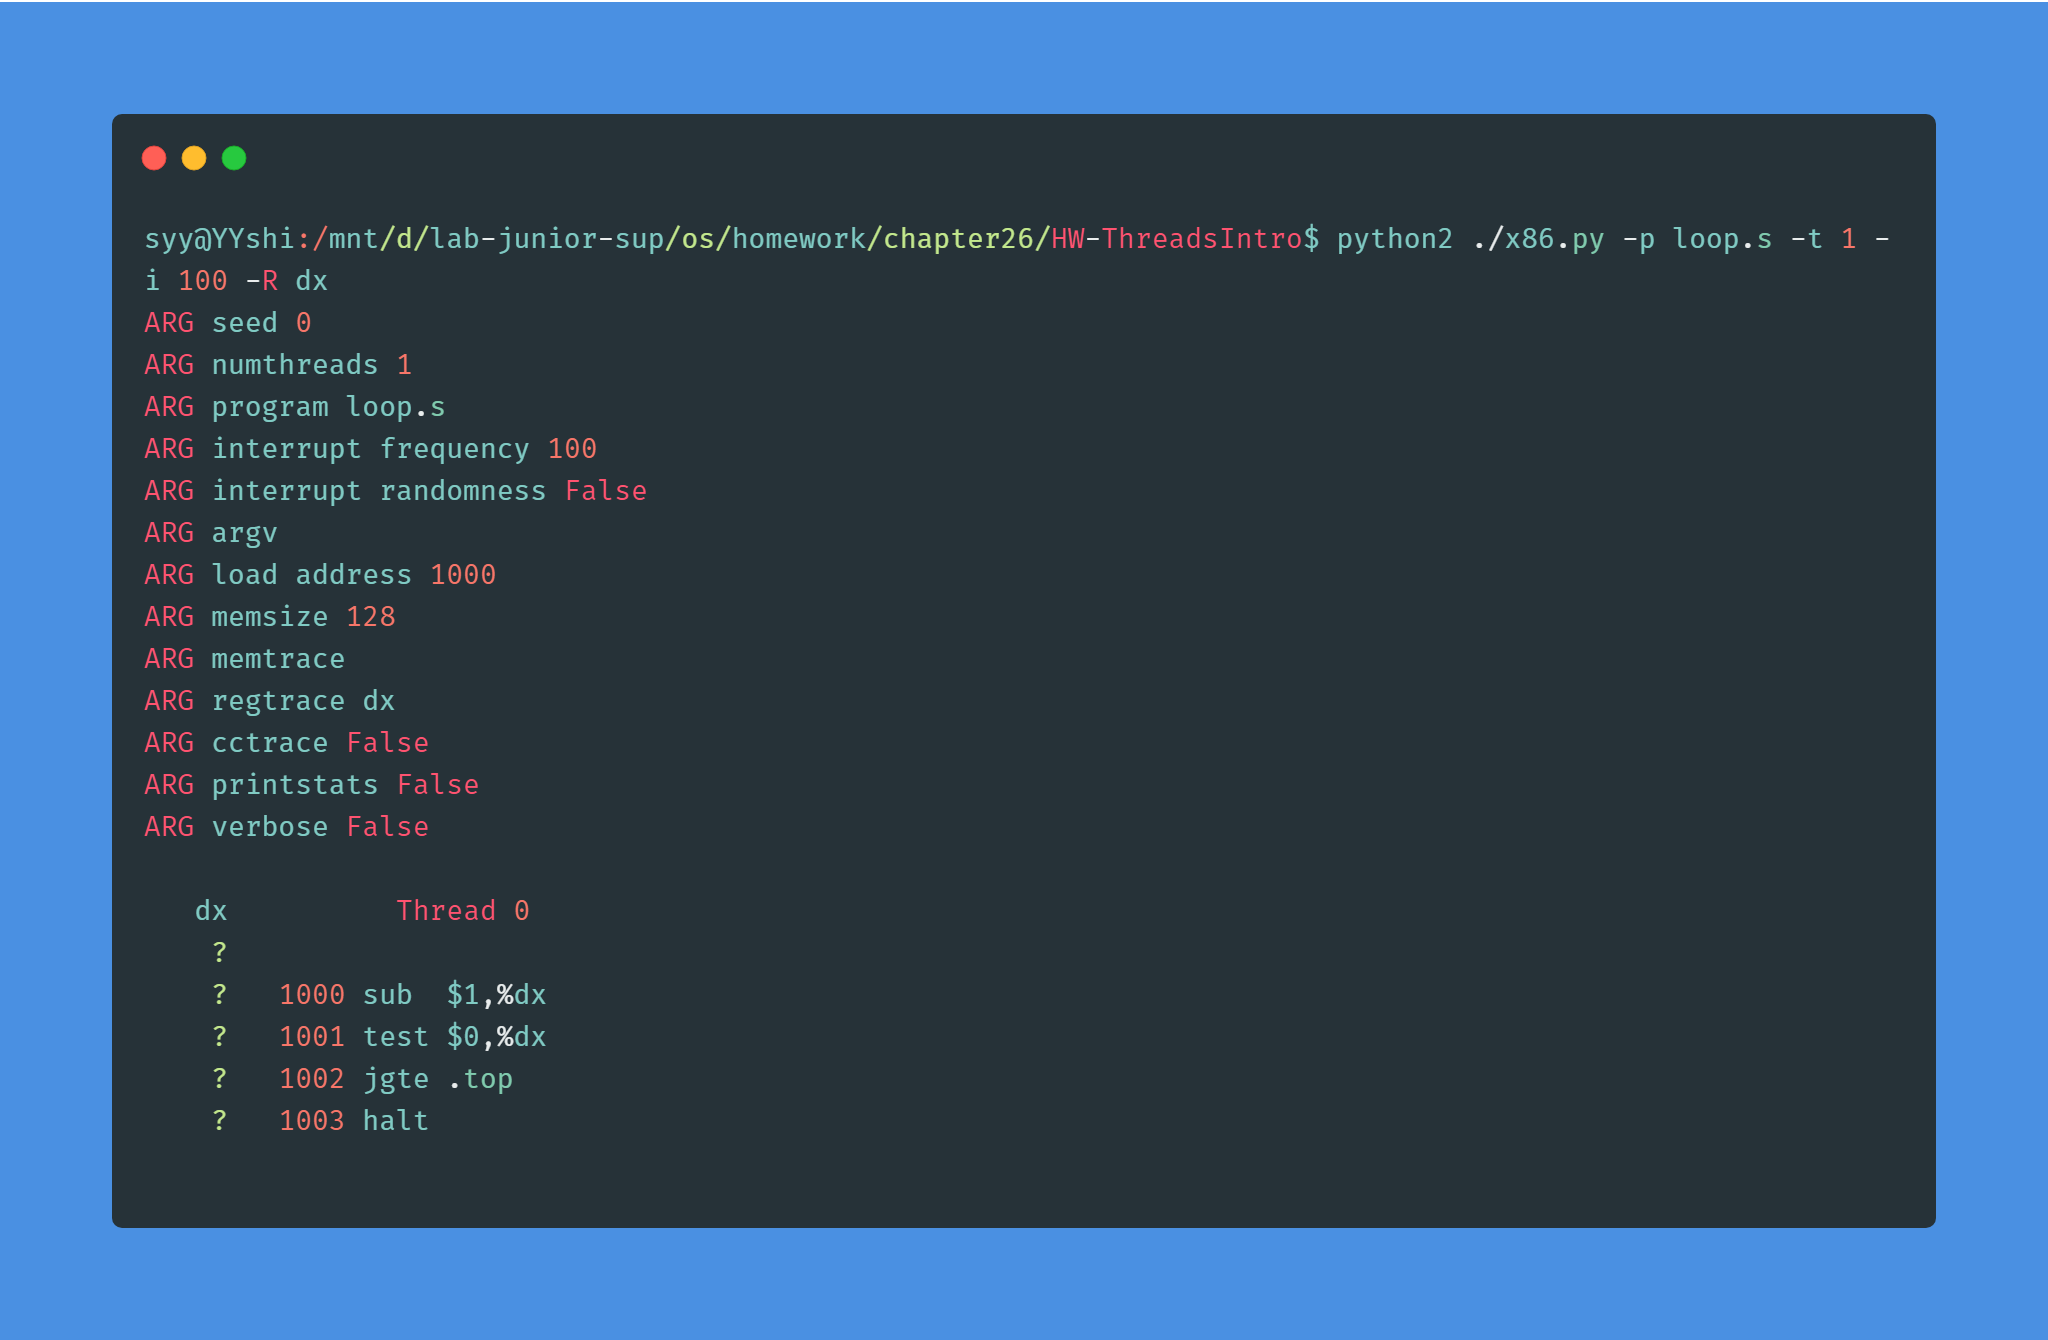 syy@YYshi:/mnt/d/lab-junior-sup/os/homework/chapter26/HW-ThreadsIntro$ python2 ./x86.py -p loop.s -t 1 -
i 100 -R dx
ARG seed 0
ARG numthreads 1
ARG program loop.s
ARG interrupt frequency 100
ARG interrupt randomness False
ARG argv
ARG load address 1000
ARG memsize 128
ARG memtrace
ARG regtrace dx
ARG cctrace False
ARG printstats False
ARG verbose False

   dx          Thread 0
    ?
    ?   1000 sub  $1,%dx
    ?   1001 test $0,%dx
    ?   1002 jgte .top
    ?   1003 halt